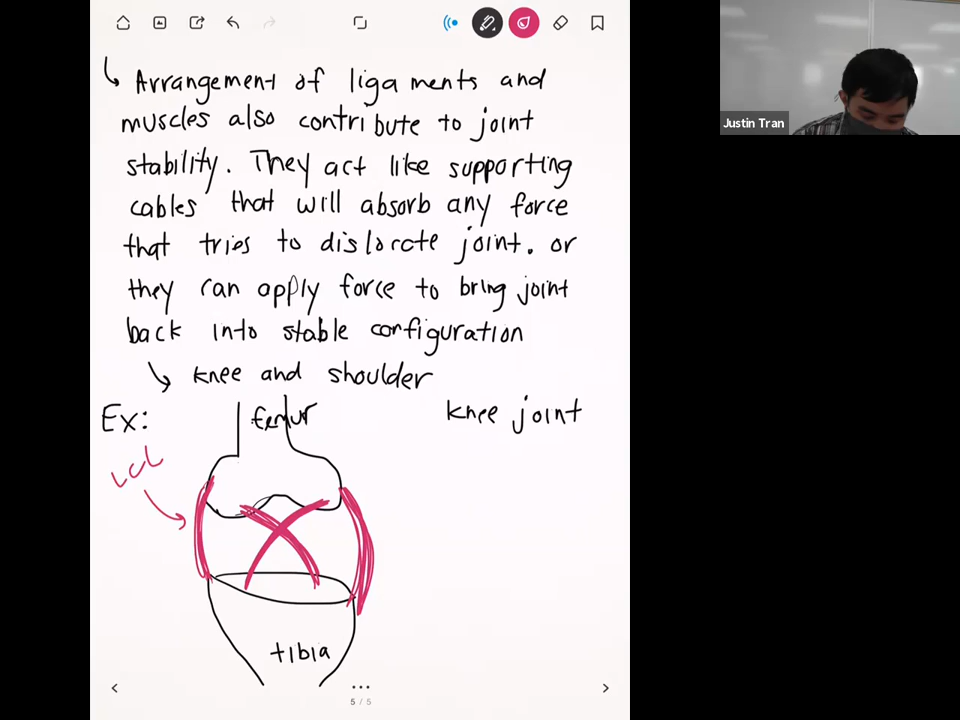 Arrangement of ligaments and
muscles also contribute to joint
stability. They act like supporting
cables that will absorb any force
that tries to dislocate joint. or
they can apply force to bring joint
back into stable configuration
knee and shoulder
Ex:
femur
knee joint
LCL
tibia
5 / 5
Justin Tran